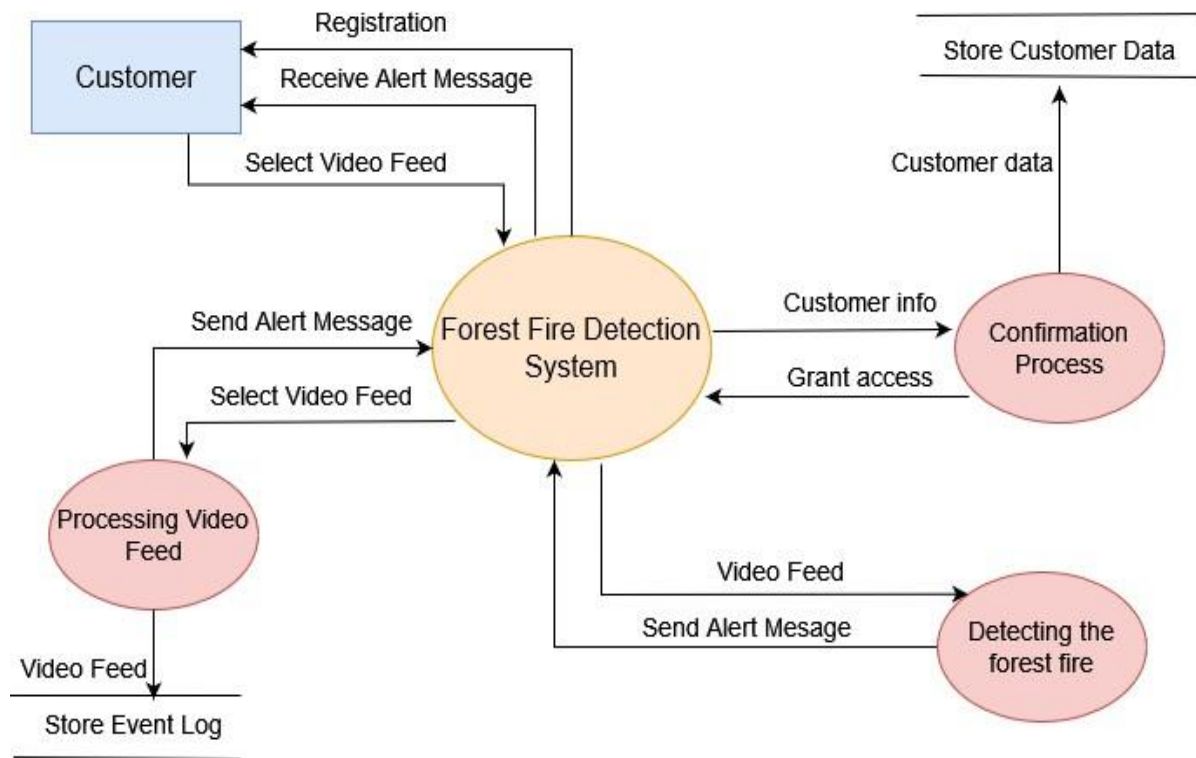 Registration
Store Customer Data
Customer
Receive Alert Message
Select Video Feed
Customer data
Customer info
Send Alert Message
Forest Fire Detection
System
Confirmation
Process
Grant access
Select Video Feed
Processing Video
Feed
Video Feed
Send Alert Mesage
Detecting the
forest fire
Video Feed
Store Event Log